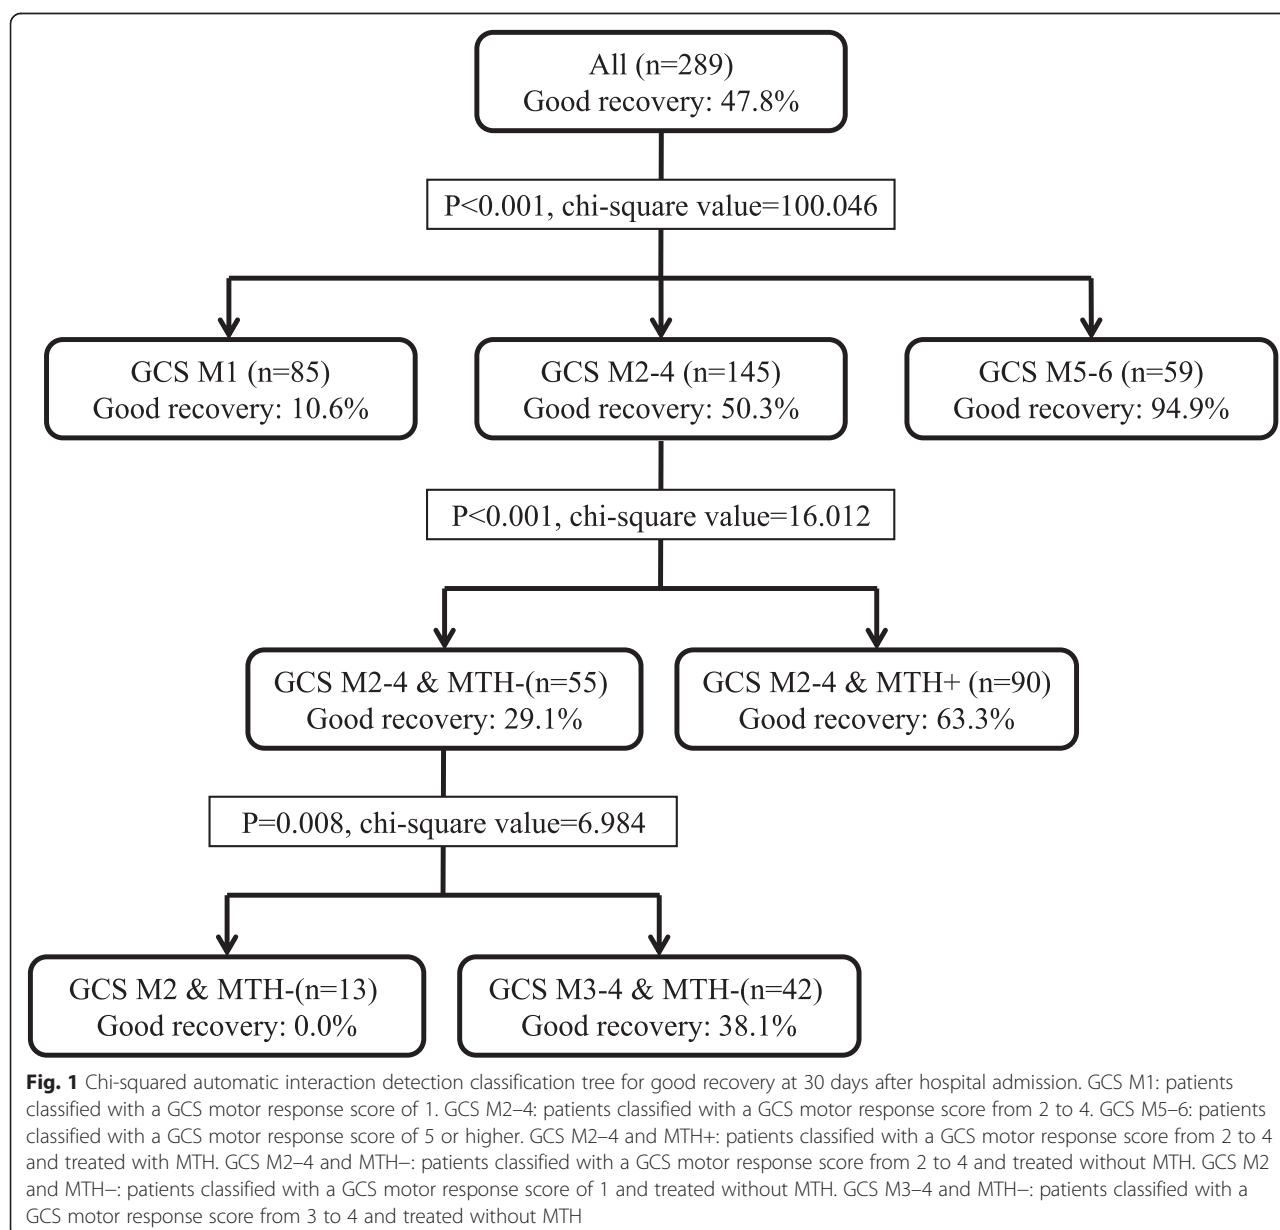 All (n=289)
Good recovery: 47.8%
P<0.001, chi-square value=100.046
GCS M1 (n=85)
Good recovery: 10.6%
GCS M2-4 (n=145)
Good recovery: 50.3%
GCS M5-6 (n=59)
Good recovery: 94.9%
P<0.001, chi-square value=16.012
GCS M2-4 & MTH-(n=55)
Good recovery: 29.1%
GCS M2-4 & MTH+ (n=90)
Good recovery: 63.3%
P=0.008, chi-square value=6.984
GCS M2 & MTH-(n=13)
Good recovery: 0.0%
GCS M3-4 & MTH-(n=42)
Good recovery: 38.1%
Fig. 1 Chi-squared automatic interaction detection classification tree for good recovery at 30 days after hospital admission. GCS M1: patients
classified with a GCS motor response score of 1. GCS M2–4: patients classified with a GCS motor response score from 2 to 4. GCS M5–6: patients
classified with a GCS motor response score of 5 or higher. GCS M2–4 and MTH+: patients classified with a GCS motor response score from 2 to 4
and treated with MTH. GCS M2–4 and MTH−: patients classified with a GCS motor response score from 2 to 4 and treated without MTH. GCS M2
and MTH−: patients classified with a GCS motor response score of 1 and treated without MTH. GCS M3–4 and MTH−: patients classified with a
GCS motor response score from 3 to 4 and treated without MTH